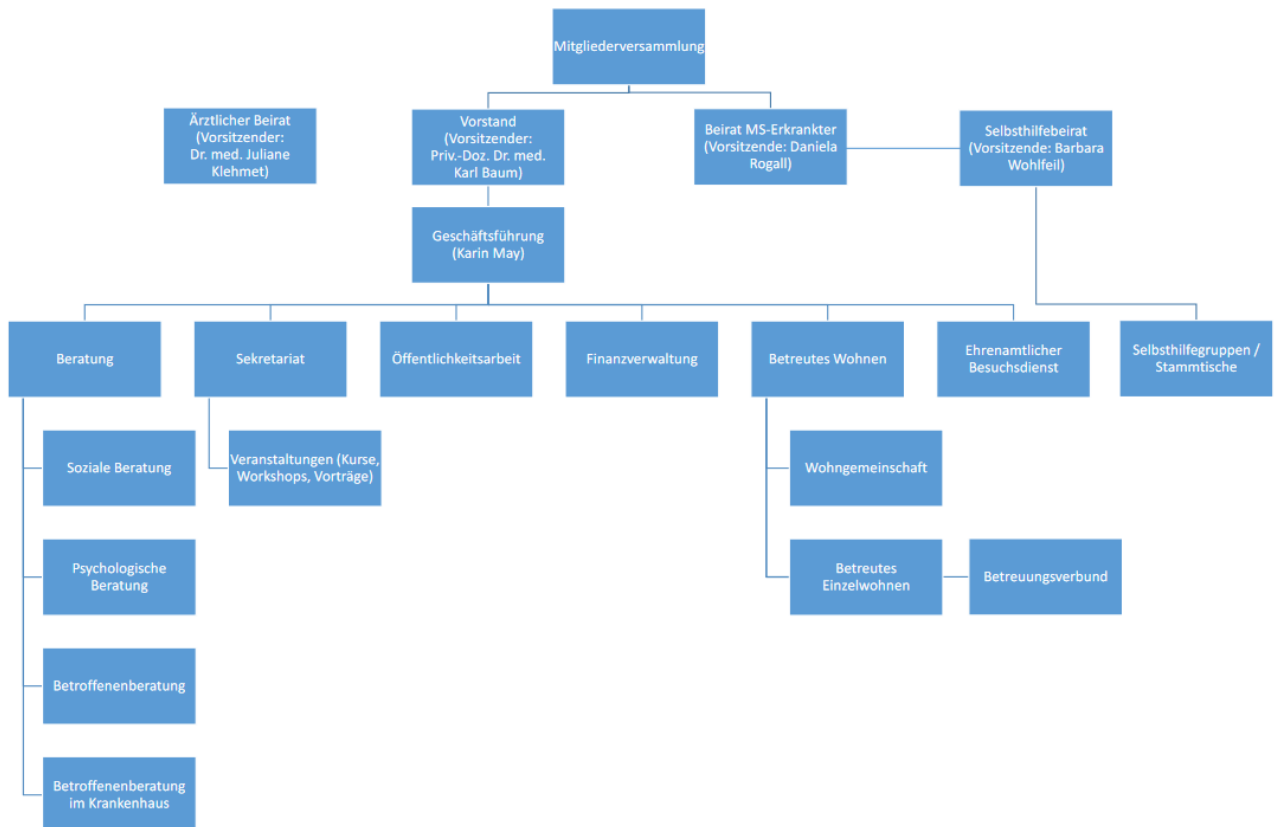 Mitgliederversammlung
Ärztlicher Beirat
(Vorsitzender:
Dr. med. Juliane
Klehmet)
Vorstand
(Vorsitzender:
Priv.-Doz. Dr. med.
Karl Baum)
Beirat MS-Erkrankter
(Vorsitzende: Daniela
Rogall)
Selbsthilfebeirat
(Vorsitzende: Barbara
Wohlfeil)
Geschäftsführung
(Karin May)
Beratung
Sekretariat
Öffentlichkeitsarbeit
Finanzverwaltung
Betreutes Wohnen
Ehrenamtlicher
Besuchsdienst
Selbsthilfegruppen /
Stammtische
Soziale Beratung
Veranstaltungen (Kurse,
Workshops, Vorträge)
Wohngemeinschaft
Psychologische
Beratung
Betreutes
Einzelwohnen
Betreuungsverbund
Betroffenenberatung
Betroffenenberatung
im Krankenhaus